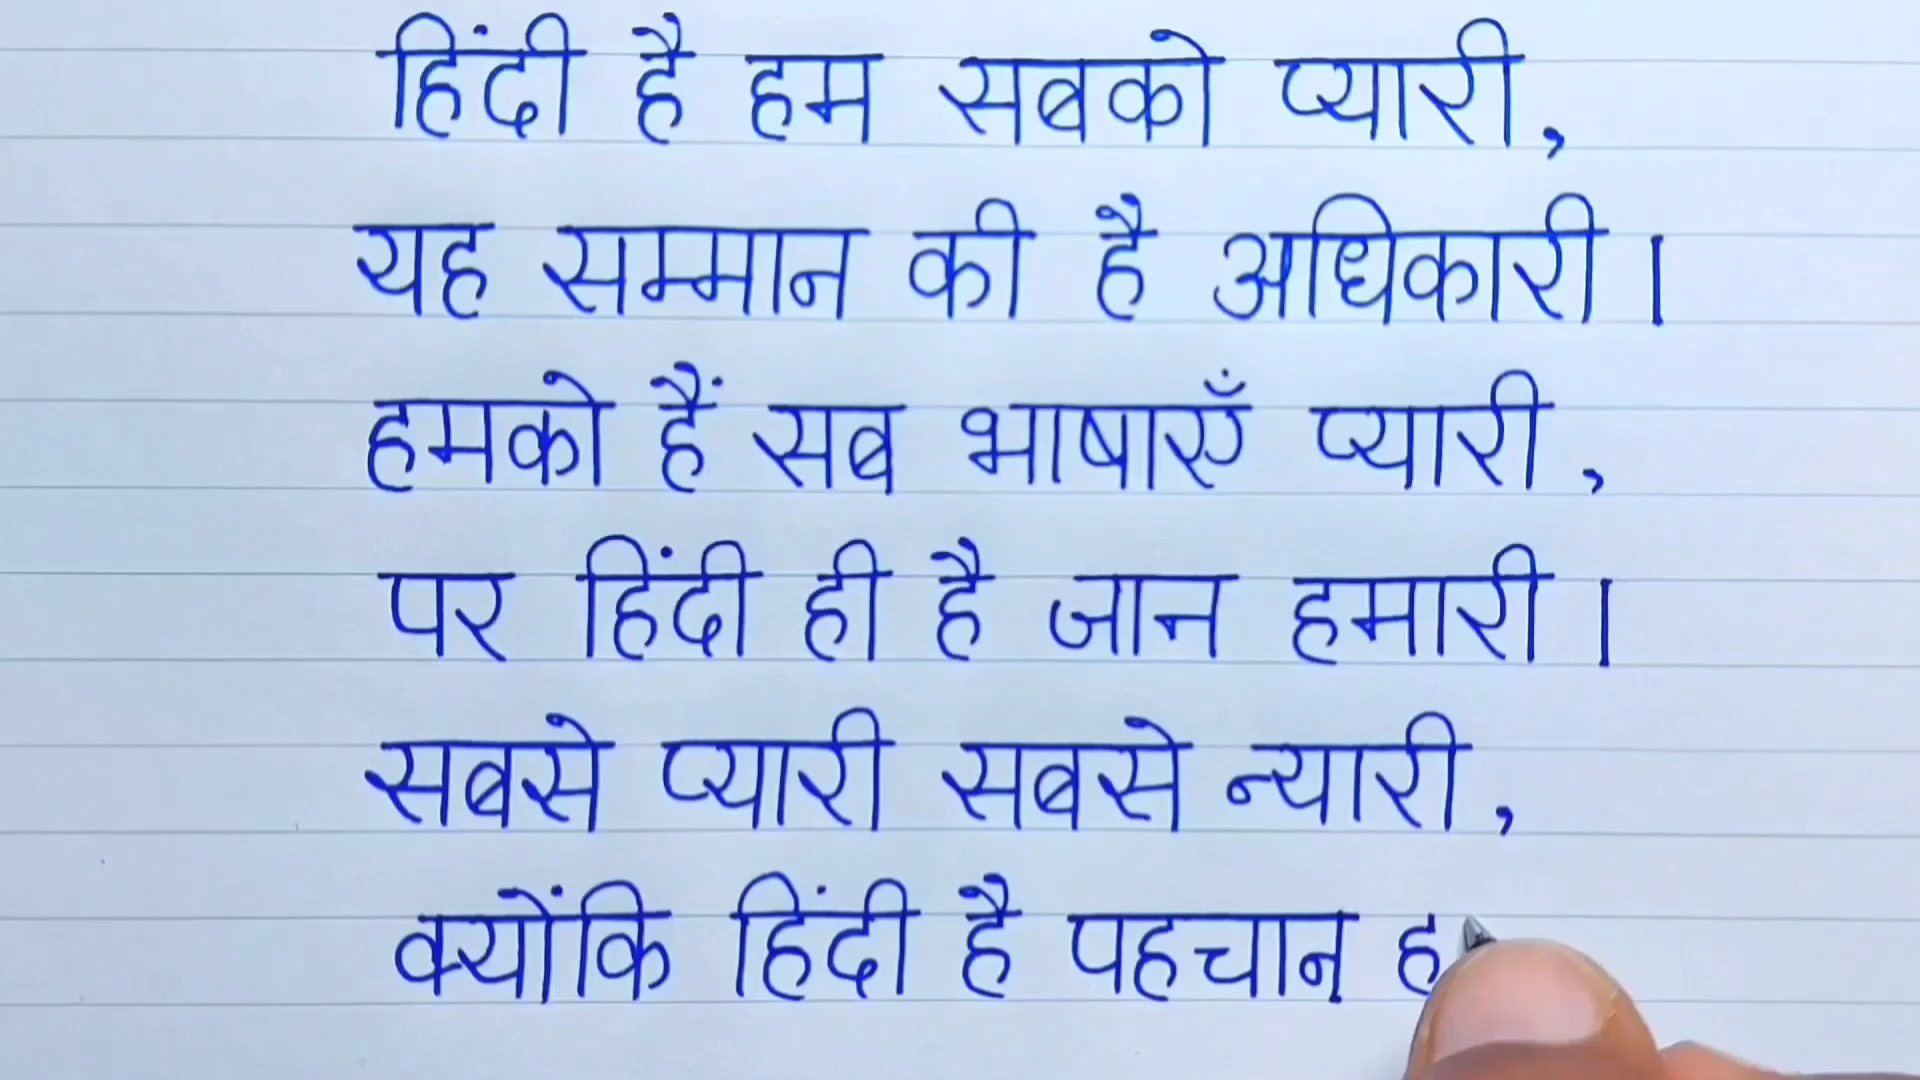 हिंदी है हम सबको प्यारी,
यह सम्मान की है अधिकारी।
हमको हैं सब भाषाएँ प्यारी,
पर हिंदी ही है जान हमारी।
सबसे प्यारी सबसे न्यारी,
क्योंकि हिंदी है पहचान ह